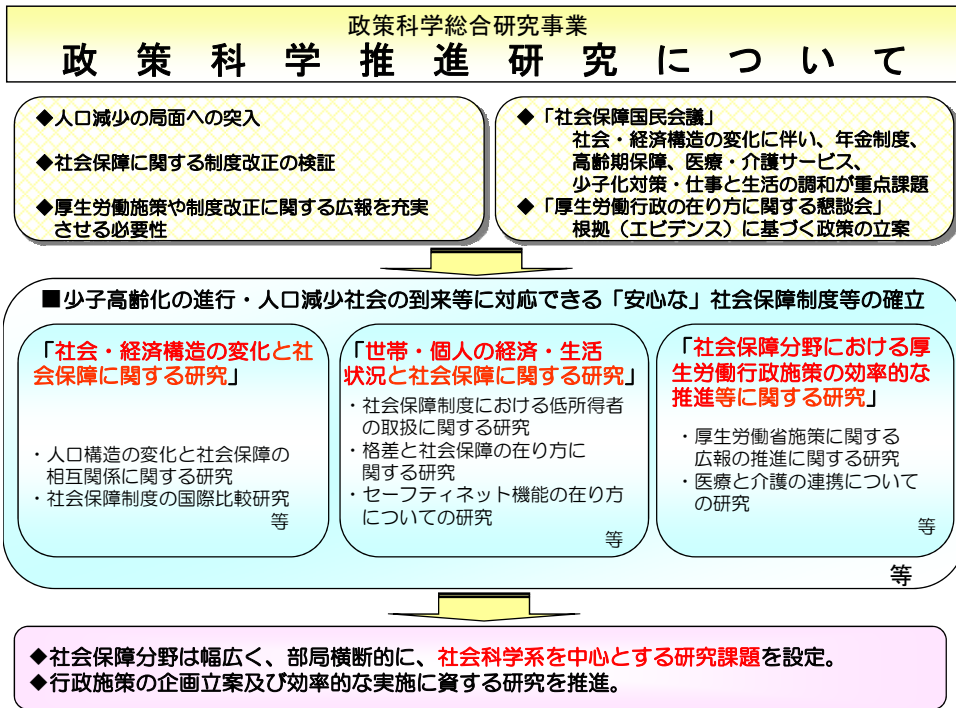 政策科学総合研究事業
政策科学推進研究について
◆人口減少の局面への突入
◆社会保障に関する制度改正の検証
◆厚生労働施策や制度改正に関する広報を充実
させる必要性
◆「社会保障国民会議」
社会・経済構造の変化に伴い、年金制度、
高齢期保障、医療・介護サービス、
少子化対策・仕事と生活の調和が重点課題
◆「厚生労働行政の在り方に関する懇談会」
根拠（エビデンス）に基づく政策の立案
■少子高齢化の進行・人口減少社会の到来等に対応できる「安心な」社会保障制度等の確立
「社会・経済構造の変化と社
会保障に関する研究」
・人口構造の変化と社会保障の
相互関係に関する研究
・社会保障制度の国際比較研究
等
「世帯・個人の経済・生活
状況と社会保障に関する研究」
・社会保障制度における低所得者
の取扱に関する研究
・格差と社会保障の在り方に
関する研究
・セーフティネット機能の在り方
についての研究
等
「社会保障分野における厚
生労働行政施策の効率的な
推進等に関する研究」
・厚生労働省施策に関する
広報の推進に関する研究
・医療と介護の連携について
の研究
等
等
◆社会保障分野は幅広く、部局横断的に、社会科学系を中心とする研究課題を設定。
◆行政施策の企画立案及び効率的な実施に資する研究を推進。